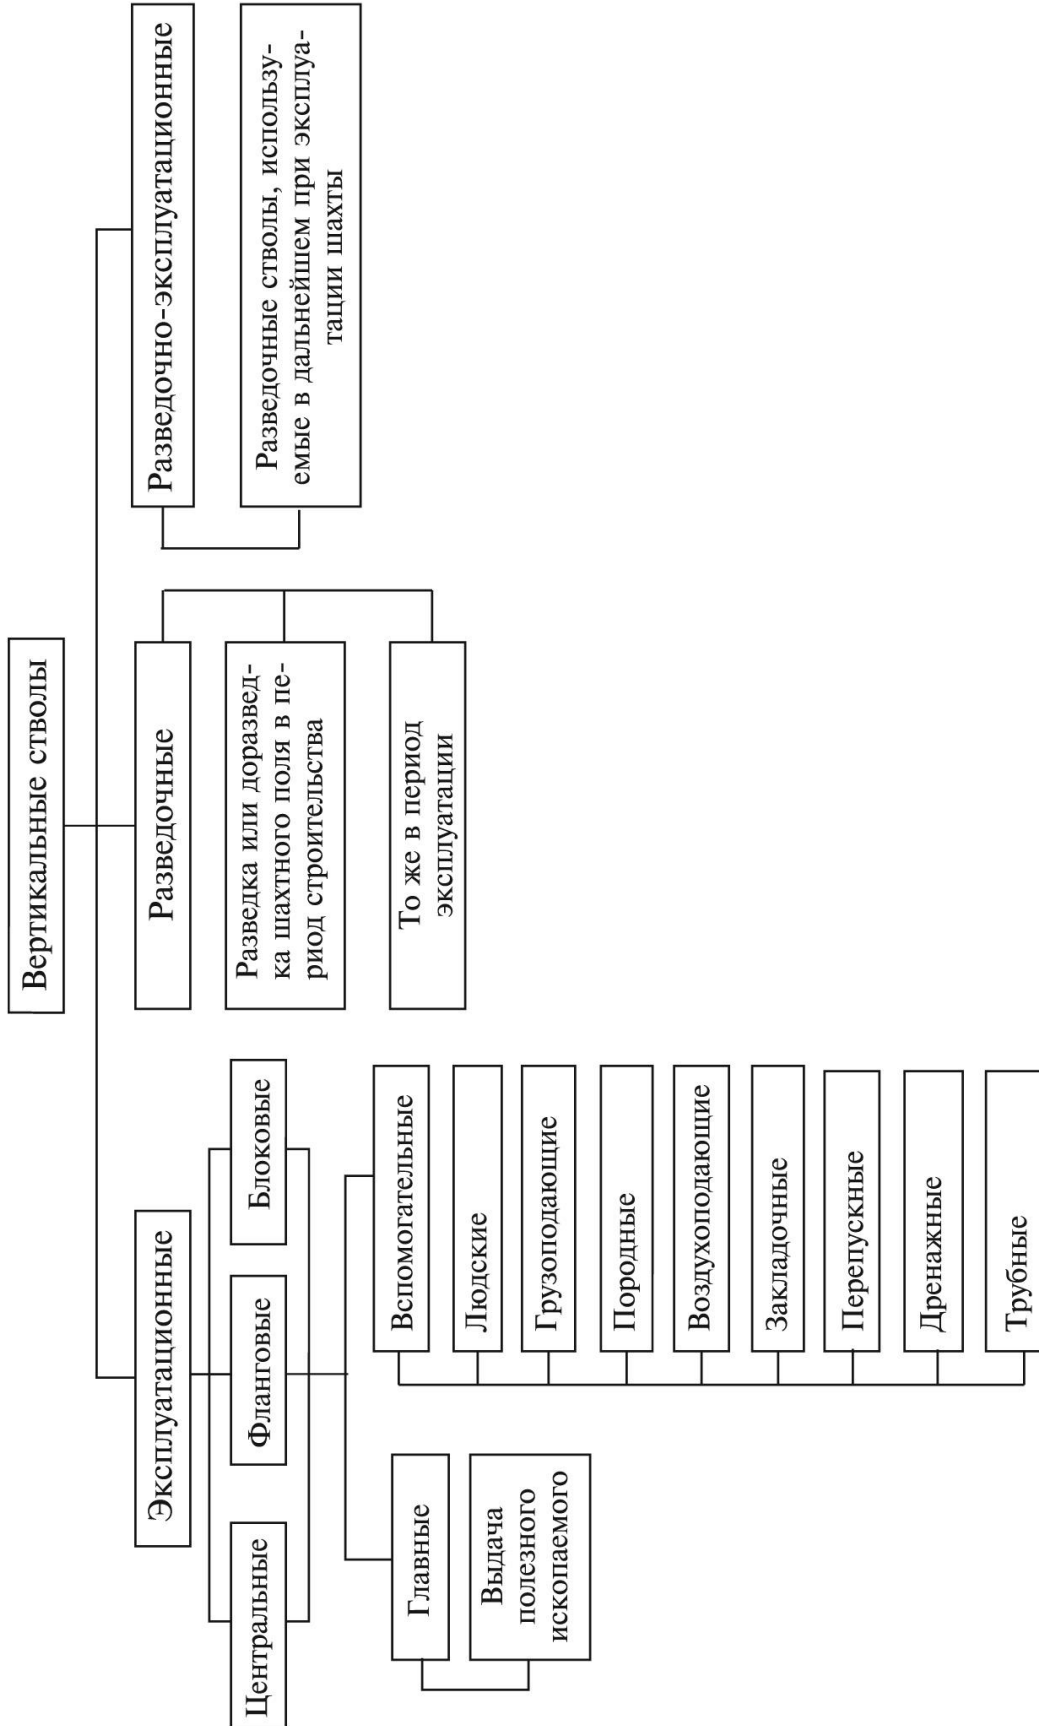 Вертикальные стволы
Эксплуатационные
Разведочные
Разведочно-эксплуатационные
Центральные
Фланговые
Блоковые
Главные
Выдача
полезного
ископаемого
Вспомогательные
Людские
Грузоподающие
Породные
Воздухоподающие
Закладочные
Перепускные
Дренажные
Трубные
Разведка или доразвед-
ка шахтного поля в пе-
риод строительства
То же в период
эксплуатации
Разведочные стволы, использу-
емые в дальнейшем при эксплуа-
тации шахты